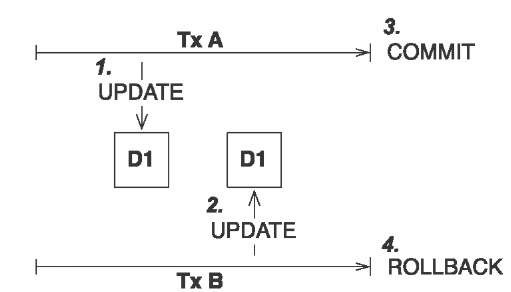 Tx A
3.
COMMIT
1.
UPDATE
D1
D1
2.
UPDATE
4.
ROLLBACK
Tx B